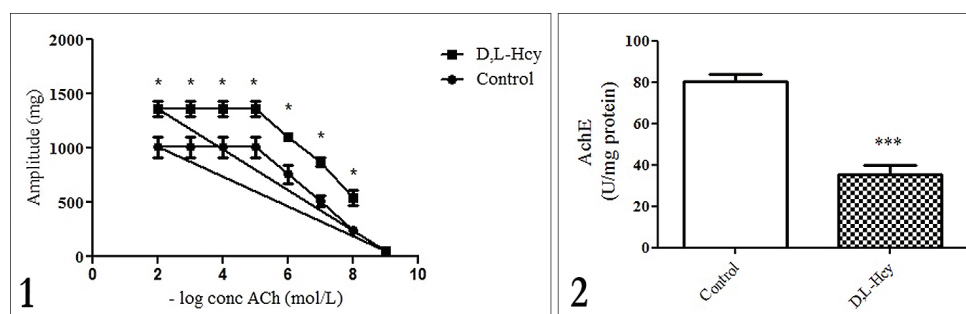 2000
1500
1000
500
0
Amplitude (mg)
* * * * * * *
D,L-Hcy
Control
0 2 4 6 8 10
- log conc ACh (mol/L)
1
100
80
60
40
20
0
AchE
(U/mg protein)
***
Control
D,L-Hcy
2